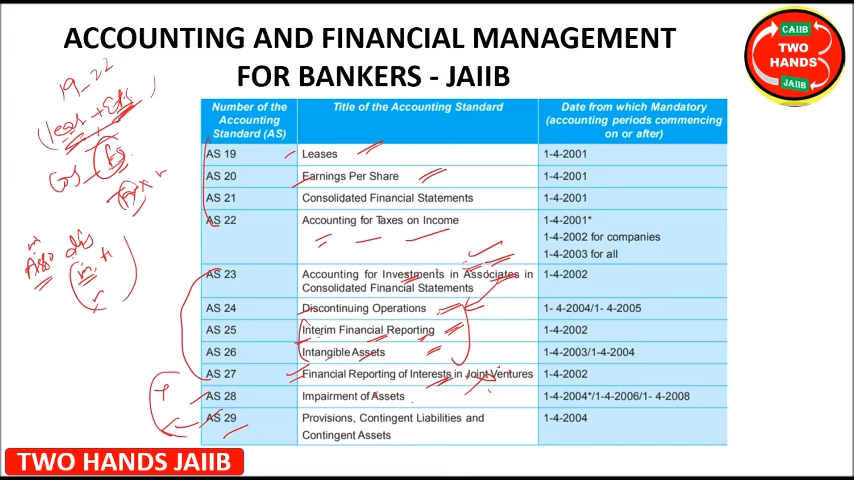 ACCOUNTING AND FINANCIAL MANAGEMENT
FOR BANKERS - JAIIB
CAIIB
TWO
HANDS
JAIIB
19-22
Number of the Accounting Standard (AS) Title of the Accounting Standard Date from which Mandatory (accounting periods commencing on or after)
AS 19 Leases 1-4-2001
AS 20 Earnings Per Share 1-4-2001
AS 21 Consolidated Financial Statements 1-4-2001
AS 22 Accounting for Taxes on Income 1-4-2001*
1-4-2002 for companies
1-4-2003 for all
AS 23 Accounting for Investments in Associates in 1-4-2002
Consolidated Financial Statements
AS 24 Discontinuing Operations 1- 4-2004/1- 4-2005
AS 25 Interim Financial Reporting 1-4-2002
AS 26 Intangible Assets 1-4-2003/1-4-2004
AS 27 Financial Reporting of Interests in Joint Ventures 1-4-2002
AS 28 Impairment of Assets 1-4-2004*/1-4-2006/1- 4-2008
AS 29 Provisions, Contingent Liabilities and 1-4-2004
Contingent Assets
TWO HANDS JAIIB